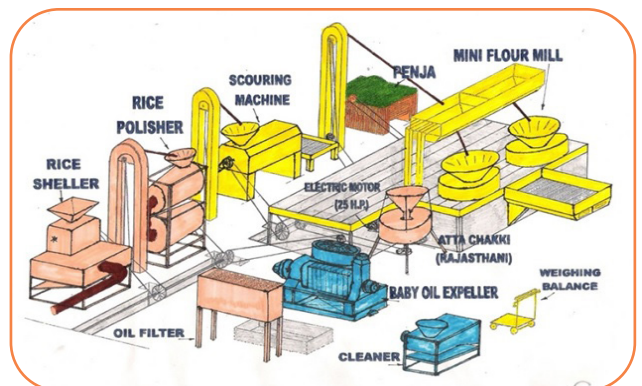 MINI FLOUR MILL
PENJA
SCOURING
MACHINE
RICE
POLISHER
RICE
SHELLER
ELECTRIC MOTOR
(25 H.P.)
ATTA CHAKKI
(RAJASTHANI)
WEIGHING
BALANCE
BABY OIL EXPELLER
OIL FILTER
CLEANER